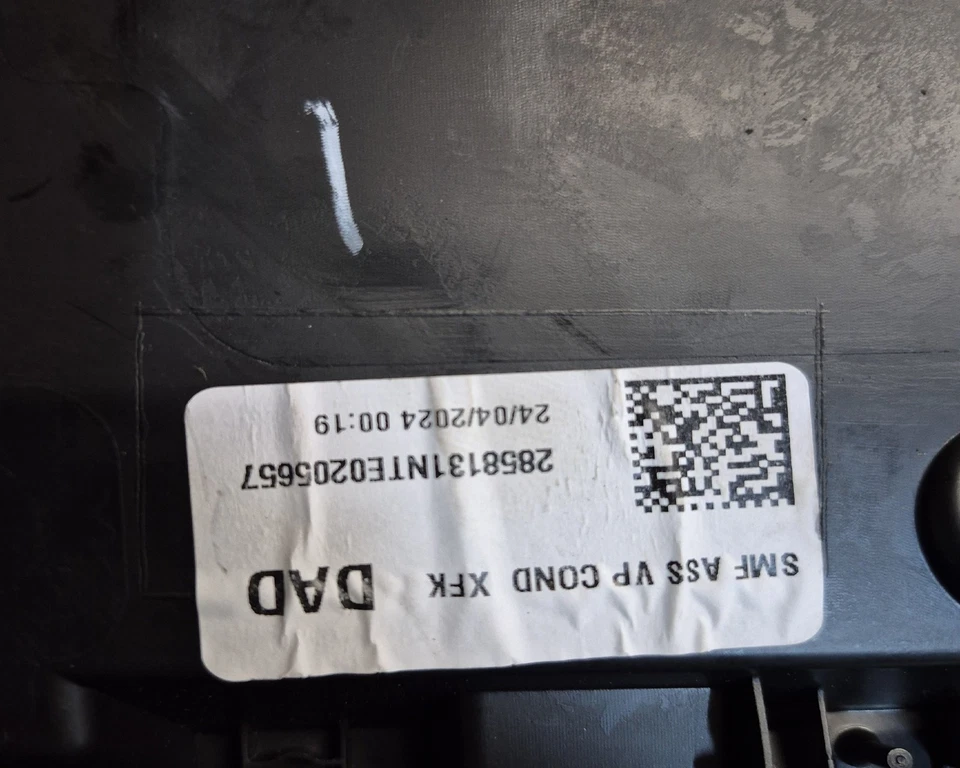 SMF ASS VP COND XFK DAD
2858131NTE0205657
24/04/2024 00:19